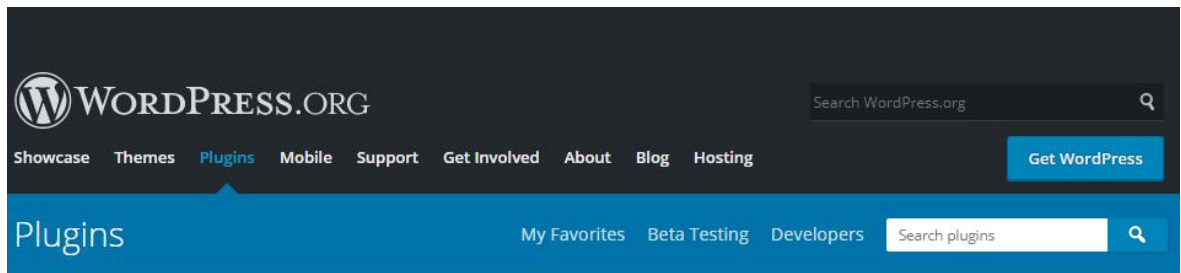 WORDPRESS.ORG
Search WordPress.org
Showcase Themes Plugins Mobile Support Get Involved About Blog Hosting
Get WordPress
Plugins
My Favorites Beta Testing Developers
Search plugins